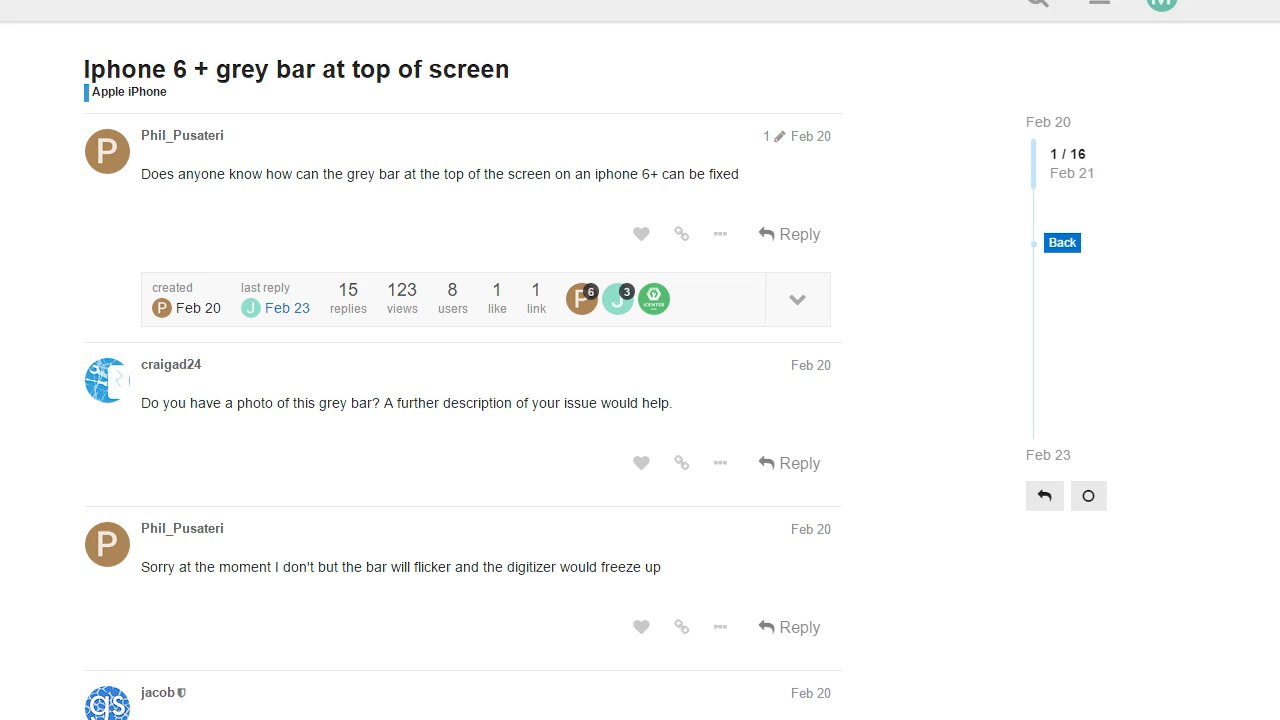 M
Iphone 6 + grey bar at top of screen
Apple iPhone
Feb 20
P
Phil_Pusateri
1 Feb 20
1 / 16
Feb 21
Does anyone know how can the grey bar at the top of the screen on an iphone 6+ can be fixed
Reply
Back
created
last reply
15
123
8
1
1
P 6
J 3
ICENTER
P Feb 20
J Feb 23
replies
views
users
like
link
craigad24
Feb 20
Do you have a photo of this grey bar? A further description of your issue would help.
Reply
Feb 23
P
Phil_Pusateri
Feb 20
Sorry at the moment I don't but the bar will flicker and the digitizer would freeze up
Reply
jacob
Feb 20
gs